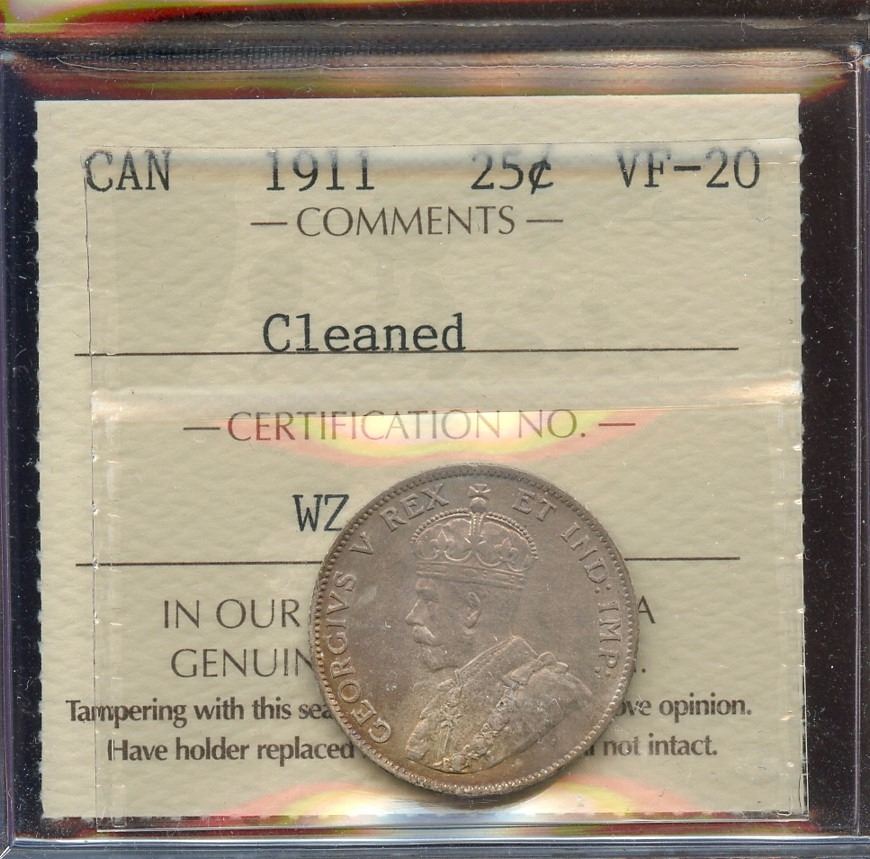 CAN 1911 25¢ VF-20
— COMMENTS —
Cleaned
— CERTIFICATION NO. —
WZ
IN OUR A
GENUIN .
Tampering with this sea ove opinion.
(Have holder replaced not intact.
GEORGIVS V REX ET IND: IMP: